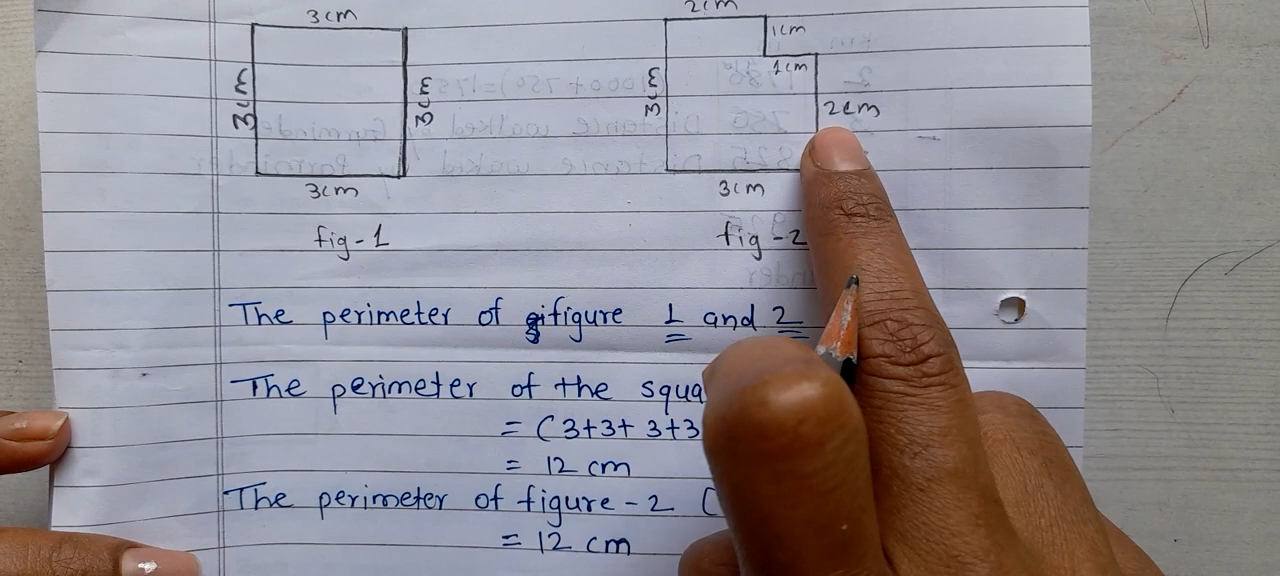 3cm
2cm
1cm
1cm
3cm
3cm
3cm
2cm
3cm
3cm
fig-1
fig-2
The perimeter of figure 1 and 2
The perimeter of the squa
= (3+3+3+3
= 12 cm
The perimeter of figure-2 (
= 12 cm